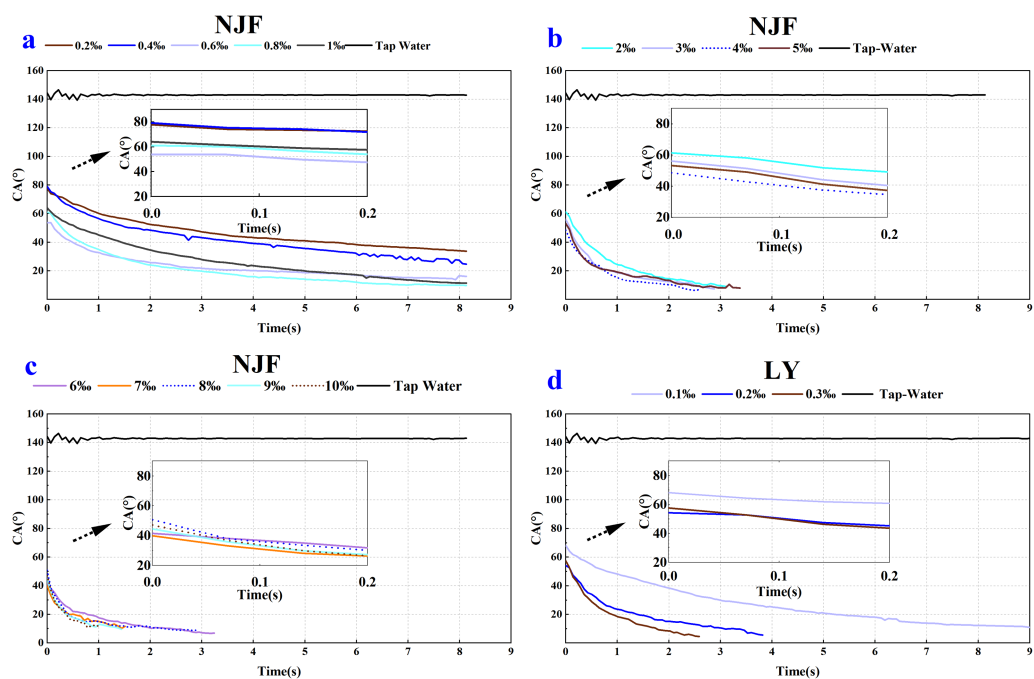 a
NJF
0.2‰ 0.4‰ 0.6‰ 0.8‰ 1‰ Tap Water
CA(°)
160
140
120
100
80
60
40
20
0 1 2 3 4 5 6 7 8 9
Time(s)
CA(°)
80
60
40
20
0.0 0.1 0.2
Time(s)
b
NJF
2‰ 3‰ 4‰ 5‰ Tap-Water
CA(°)
160
140
120
100
80
60
40
20
0 1 2 3 4 5 6 7 8 9
Time(s)
CA(°)
80
60
40
20
0.0 0.1 0.2
Time(s)
c
NJF
6‰ 7‰ 8‰ 9‰ 10‰ Tap Water
CA(°)
160
140
120
100
80
60
40
20
0
0 1 2 3 4 5 6 7 8 9
Time(s)
CA(°)
80
60
40
20
0.0 0.1 0.2
Time(s)
d
LY
0.1‰ 0.2‰ 0.3‰ Tap-Water
CA(°)
160
140
120
100
80
60
40
20
0 1 2 3 4 5 6 7 8 9
Time(s)
CA(°)
80
60
40
20
0.0 0.1 0.2
Time(s)